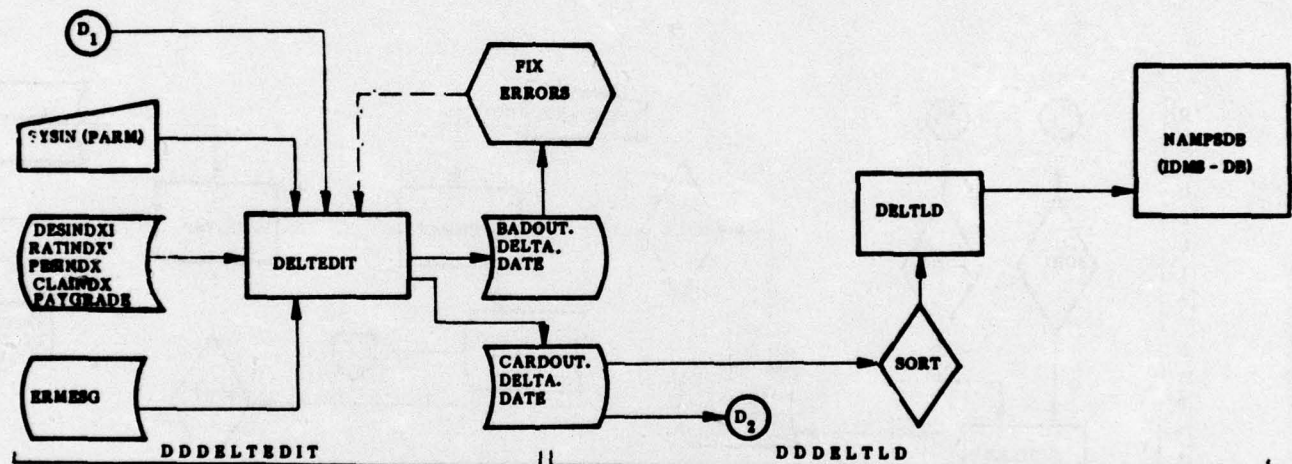 D1
FIX
ERRORS
SYSIN (PARM)
NAMPSDB
(IDMS - DB)
DELTLD
DESINDXI
RATINDX'
PESINDX
CLAINDX
PAYGRADE
DELTEDIT
BADOUT.
DELTA.
DATE
CARDOUT.
DELTA.
DATE
SORT
ERMESG
D2
DDDELTEDIT
DDDELTLD